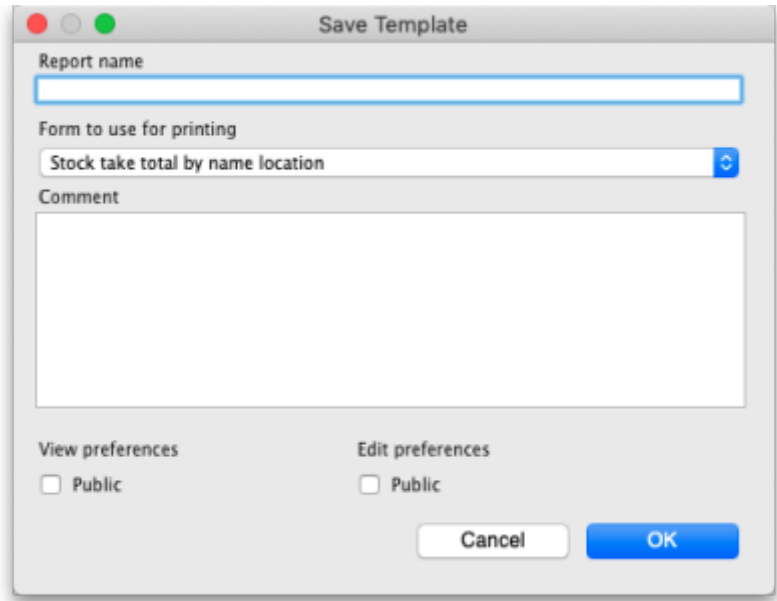 Save Template
Report name
Form to use for printing
Stock take total by name location
Comment
View preferences Edit preferences
Public Public
Cancel OK